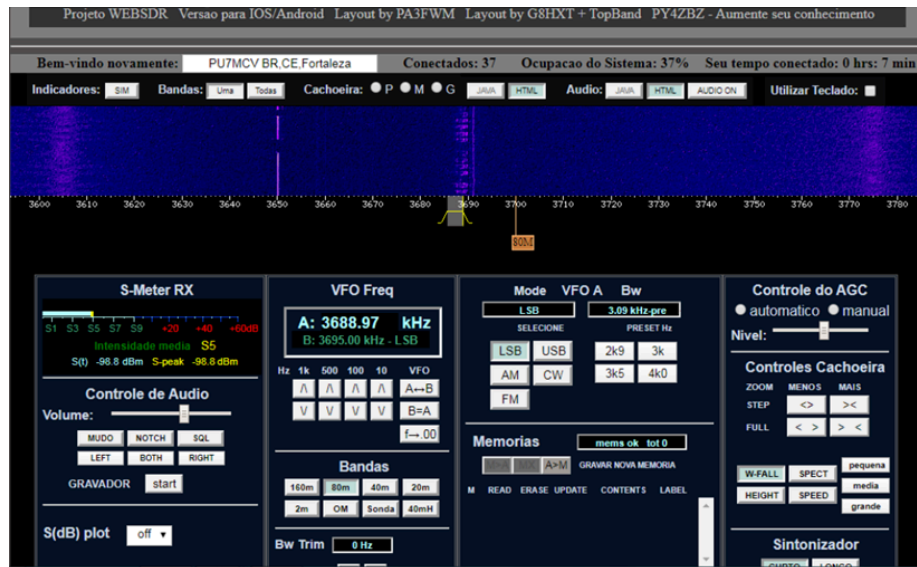 Projeto WEBSDR Versao para IOS/Android Layout by PA3FWM Layout by G8HXT + TopBand PY4ZBZ - Aumente seu conhecimento
Bem-vindo novamente: PU7MCV BR,CE,Fortaleza Conectados: 37 Ocupacao do Sistema: 37% Seu tempo conectado: 0 hrs: 7 min
Indicadores: SIM Bandas: Uma Todas Cachoeira: P M G JAVA HTML Audio: JAVA HTML AUDIO ON Utilizar Teclado:
3600 3610 3620 3630 3640 3650 3660 3670 3680 3690 3700 3710 3720 3730 3740 3750 3760 3770 3780
80M
S-Meter RX
S1 S3 S5 S7 S9 +20 +40 +60dB
Intensidade media S5
S(t) -98.8 dBm S-peak -98.8 dBm
Controle de Audio
Volume:
MUDO NOTCH SQL
LEFT BOTH RIGHT
GRAVADOR start
S(dB) plot off
VFO Freq
A: 3688.97 kHz
B: 3695.00 kHz - LSB
Hz 1k 500 100 10 VFO
/\ /\ /\ /\ A↔B
V V V V B=A
f→.00
Bandas
160m 80m 40m 20m
2m OM Sonda 40mH
Bw Trim 0 Hz
Mode VFO A Bw
LSB 3.09 kHz-pre
SELECIONE PRESET Hz
LSB USB 2k9 3k
AM CW 3k5 4k0
FM
Memorias mems ok tot 0
M>A MX A>M GRAVAR NOVA MEMORIA
M READ ERASE UPDATE CONTENTS LABEL
Controle do AGC
automatico manual
Nivel:
Controles Cachoeira
ZOOM MENOS MAIS
STEP <> ><
FULL < > > <
W-FALL SPECT pequena
media
HEIGHT SPEED grande
Sintonizador
CURTO LONGO